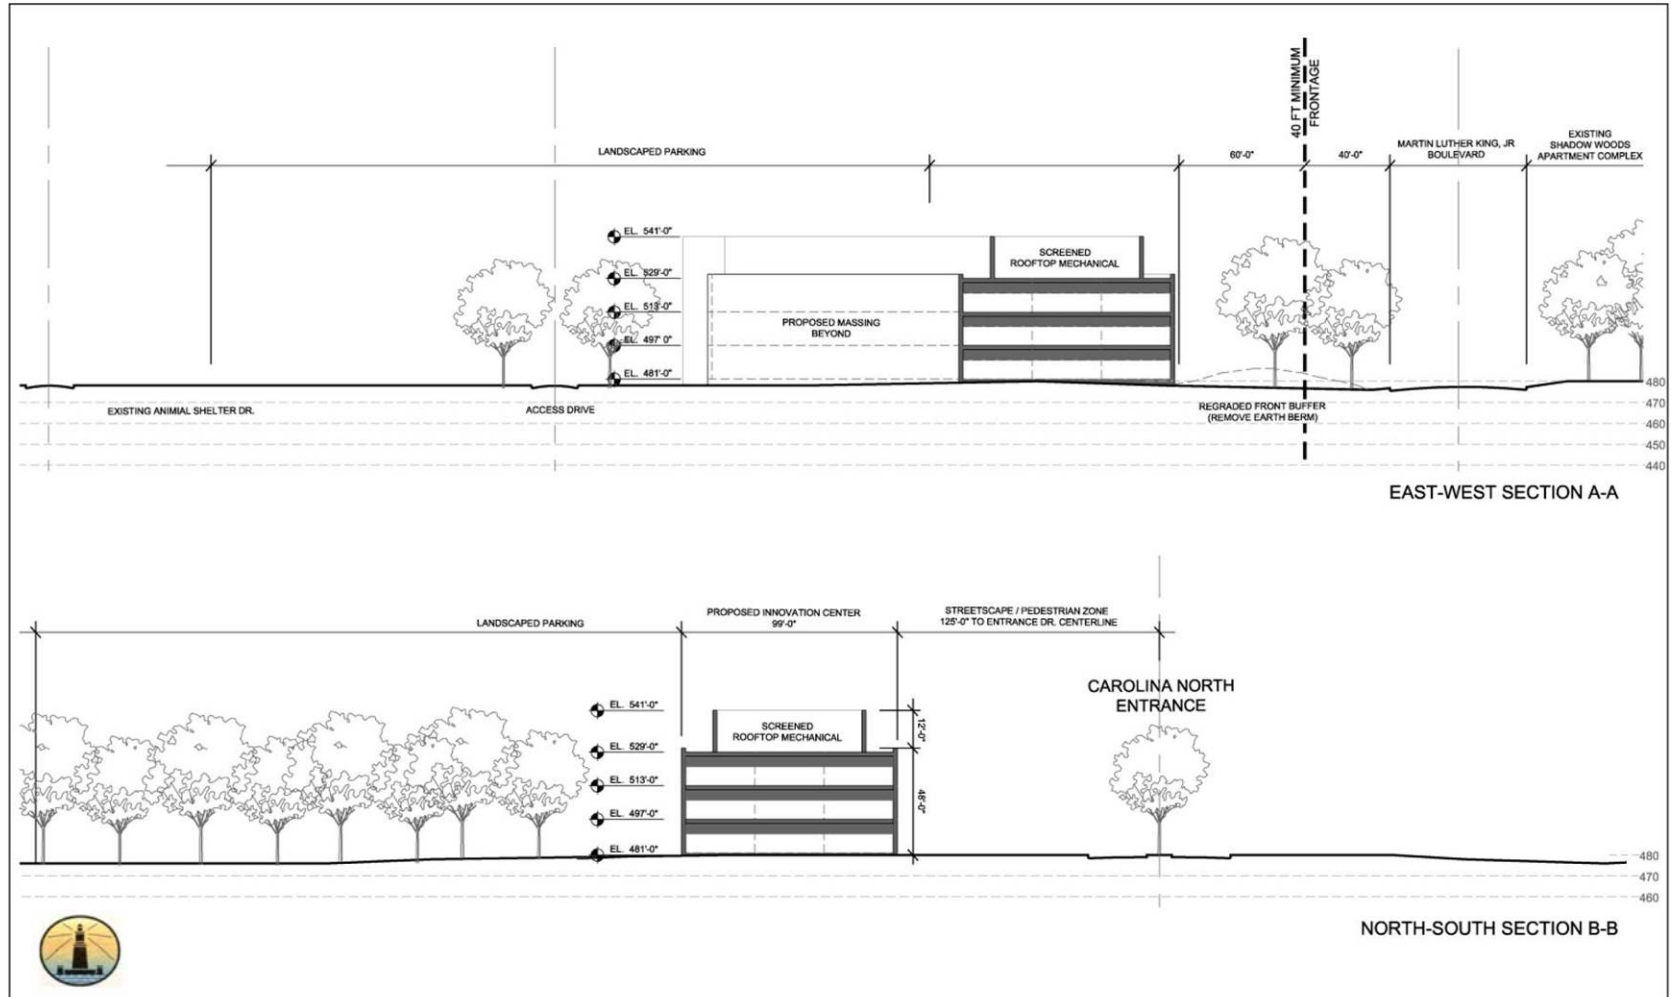 40 FT MINIMUM
FRONTAGE
LANDSCAPED PARKING
60'-0"
40'-0"
MARTIN LUTHER KING, JR
BOULEVARD
EXISTING
SHADOW WOODS
APARTMENT COMPLEX
EL. 541'-0"
EL. 529'-0"
EL. 513'-0"
EL. 497' 0"
EL. 481'-0"
SCREENED
ROOFTOP MECHANICAL
PROPOSED MASSING
BEYOND
EXISTING ANIMIAL SHELTER DR.
ACCESS DRIVE
REGRADED FRONT BUFFER
(REMOVE EARTH BERM)
480
470
460
450
440
EAST-WEST SECTION A-A
LANDSCAPED PARKING
PROPOSED INNOVATION CENTER
99'-0"
STREETSCAPE / PEDESTRIAN ZONE
125'-0" TO ENTRANCE DR. CENTERLINE
CAROLINA NORTH
ENTRANCE
EL. 541'-0"
EL. 529'-0"
EL. 513'-0"
EL. 497'-0"
EL. 481'-0"
SCREENED
ROOFTOP MECHANICAL
12'-0"
48'-0"
480
470
460
NORTH-SOUTH SECTION B-B